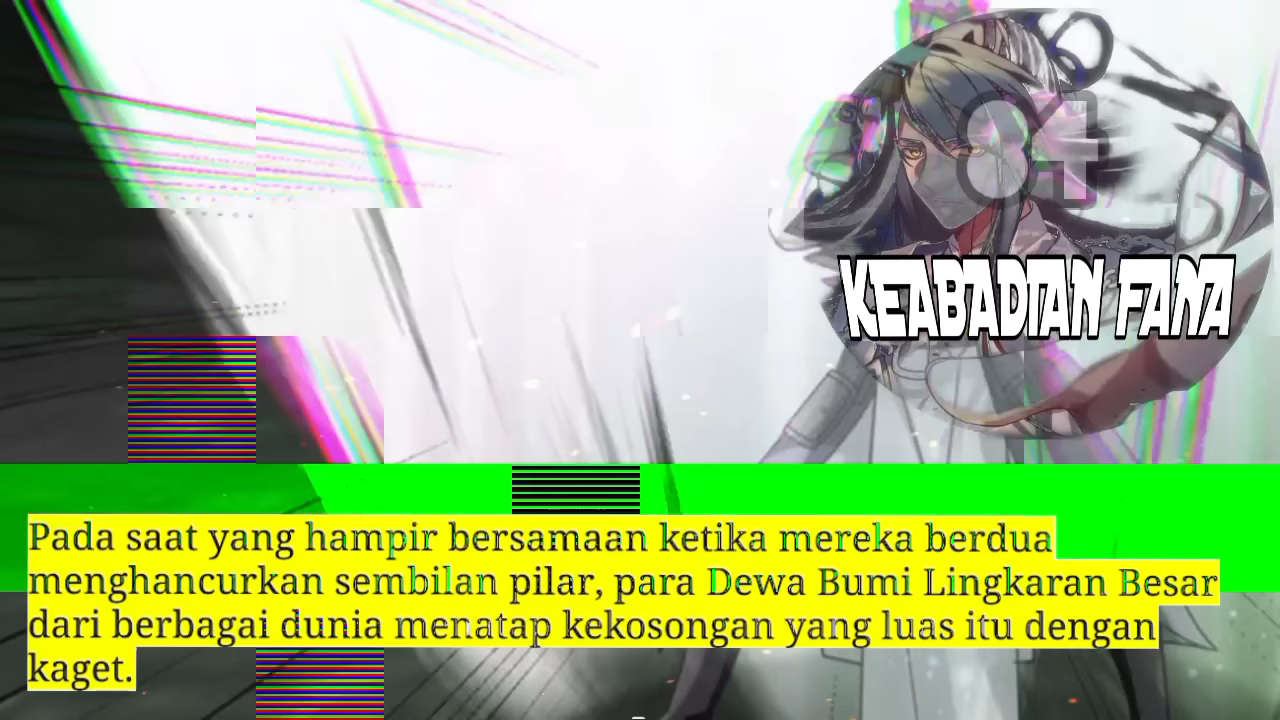 KEABADIAN FANA
Pada saat yang hampir bersamaan ketika mereka berdua
menghancurkan sembilan pilar, para Dewa Bumi Lingkaran Besar
dari berbagai dunia menatap kekosongan yang luas itu dengan
kaget.